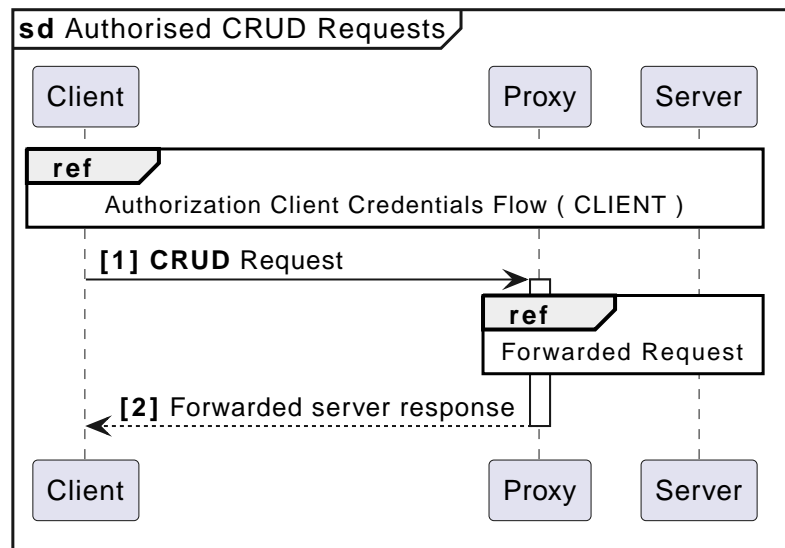 sd Authorised CRUD Requests
Client Proxy Server
ref
Authorization Client Credentials Flow ( CLIENT )
[1] CRUD Request
ref
Forwarded Request
[2] Forwarded server response
Client Proxy Server